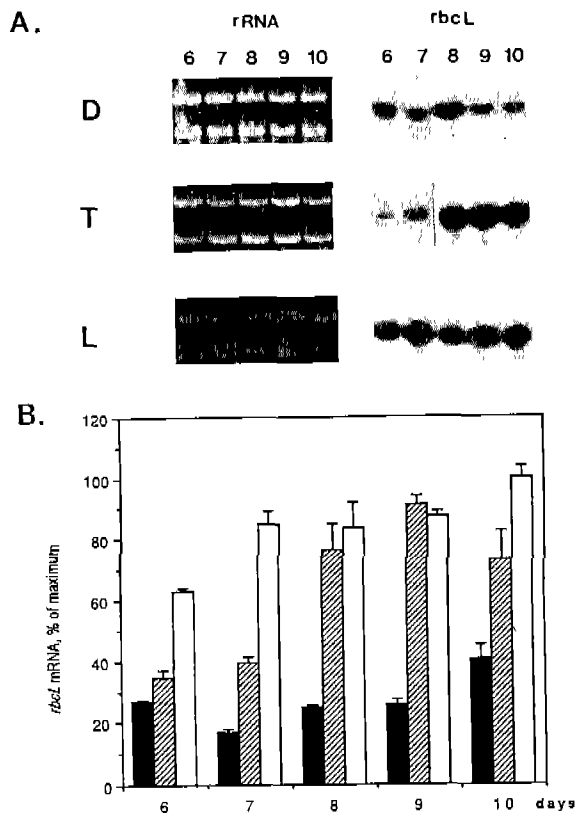 A.
rRNA rbcL
6 7 8 9 10 6 7 8 9 10
D
T
L
B.
120
100
80
60
40
20
0
rbcL mRNA, % of maximum
6 7 8 9 10 days